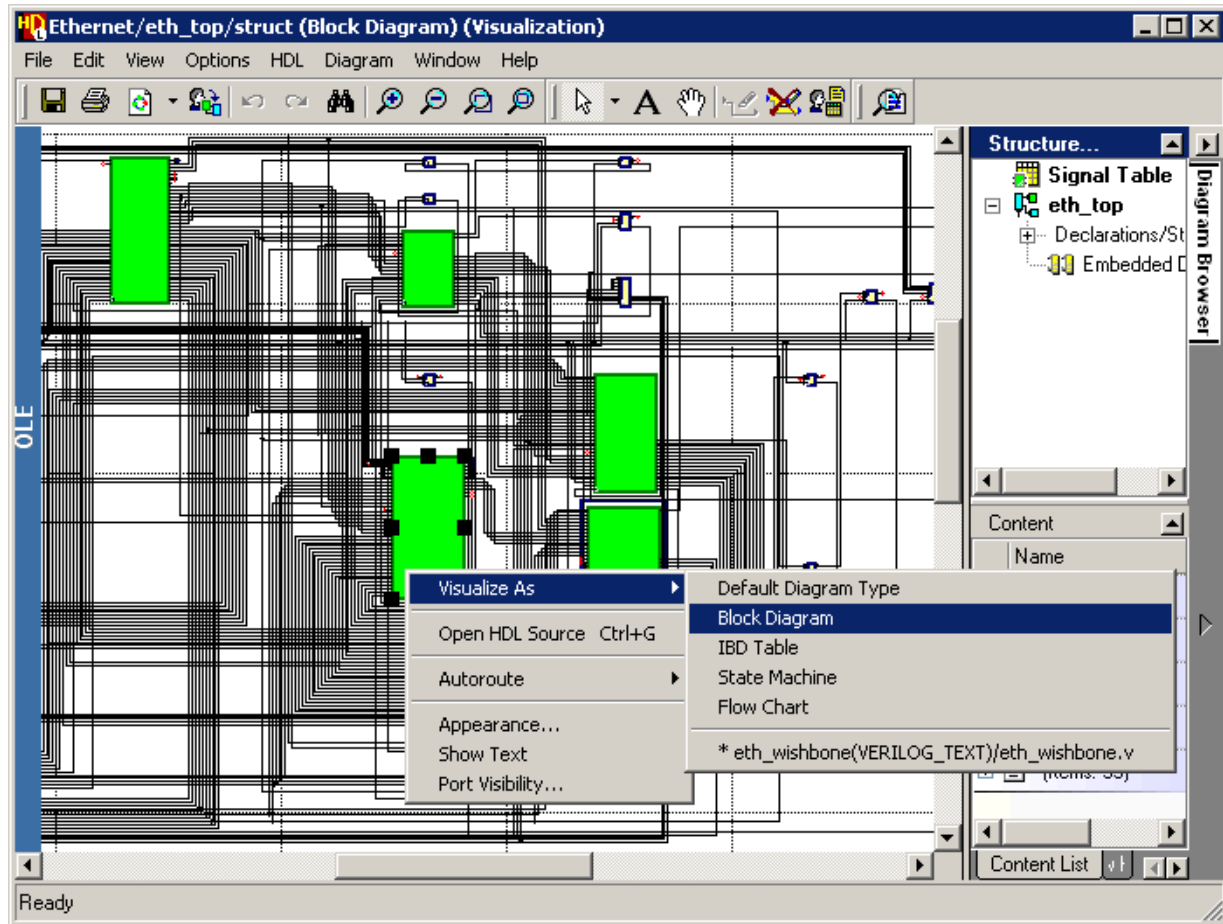 Ethernet/eth_top/struct (Block Diagram) (Visualization)
File Edit View Options HDL Diagram Window Help
A
OLE
Structure...
Signal Table
eth_top
Declarations/St
Embedded D
Diagram Browser
Content
Name
Visualize As
Open HDL Source Ctrl+G
Autoroute
Appearance...
Show Text
Port Visibility...
Default Diagram Type
Block Diagram
IBD Table
State Machine
Flow Chart
* eth_wishbone(VERILOG_TEXT)/eth_wishbone.v
Content List
Ready